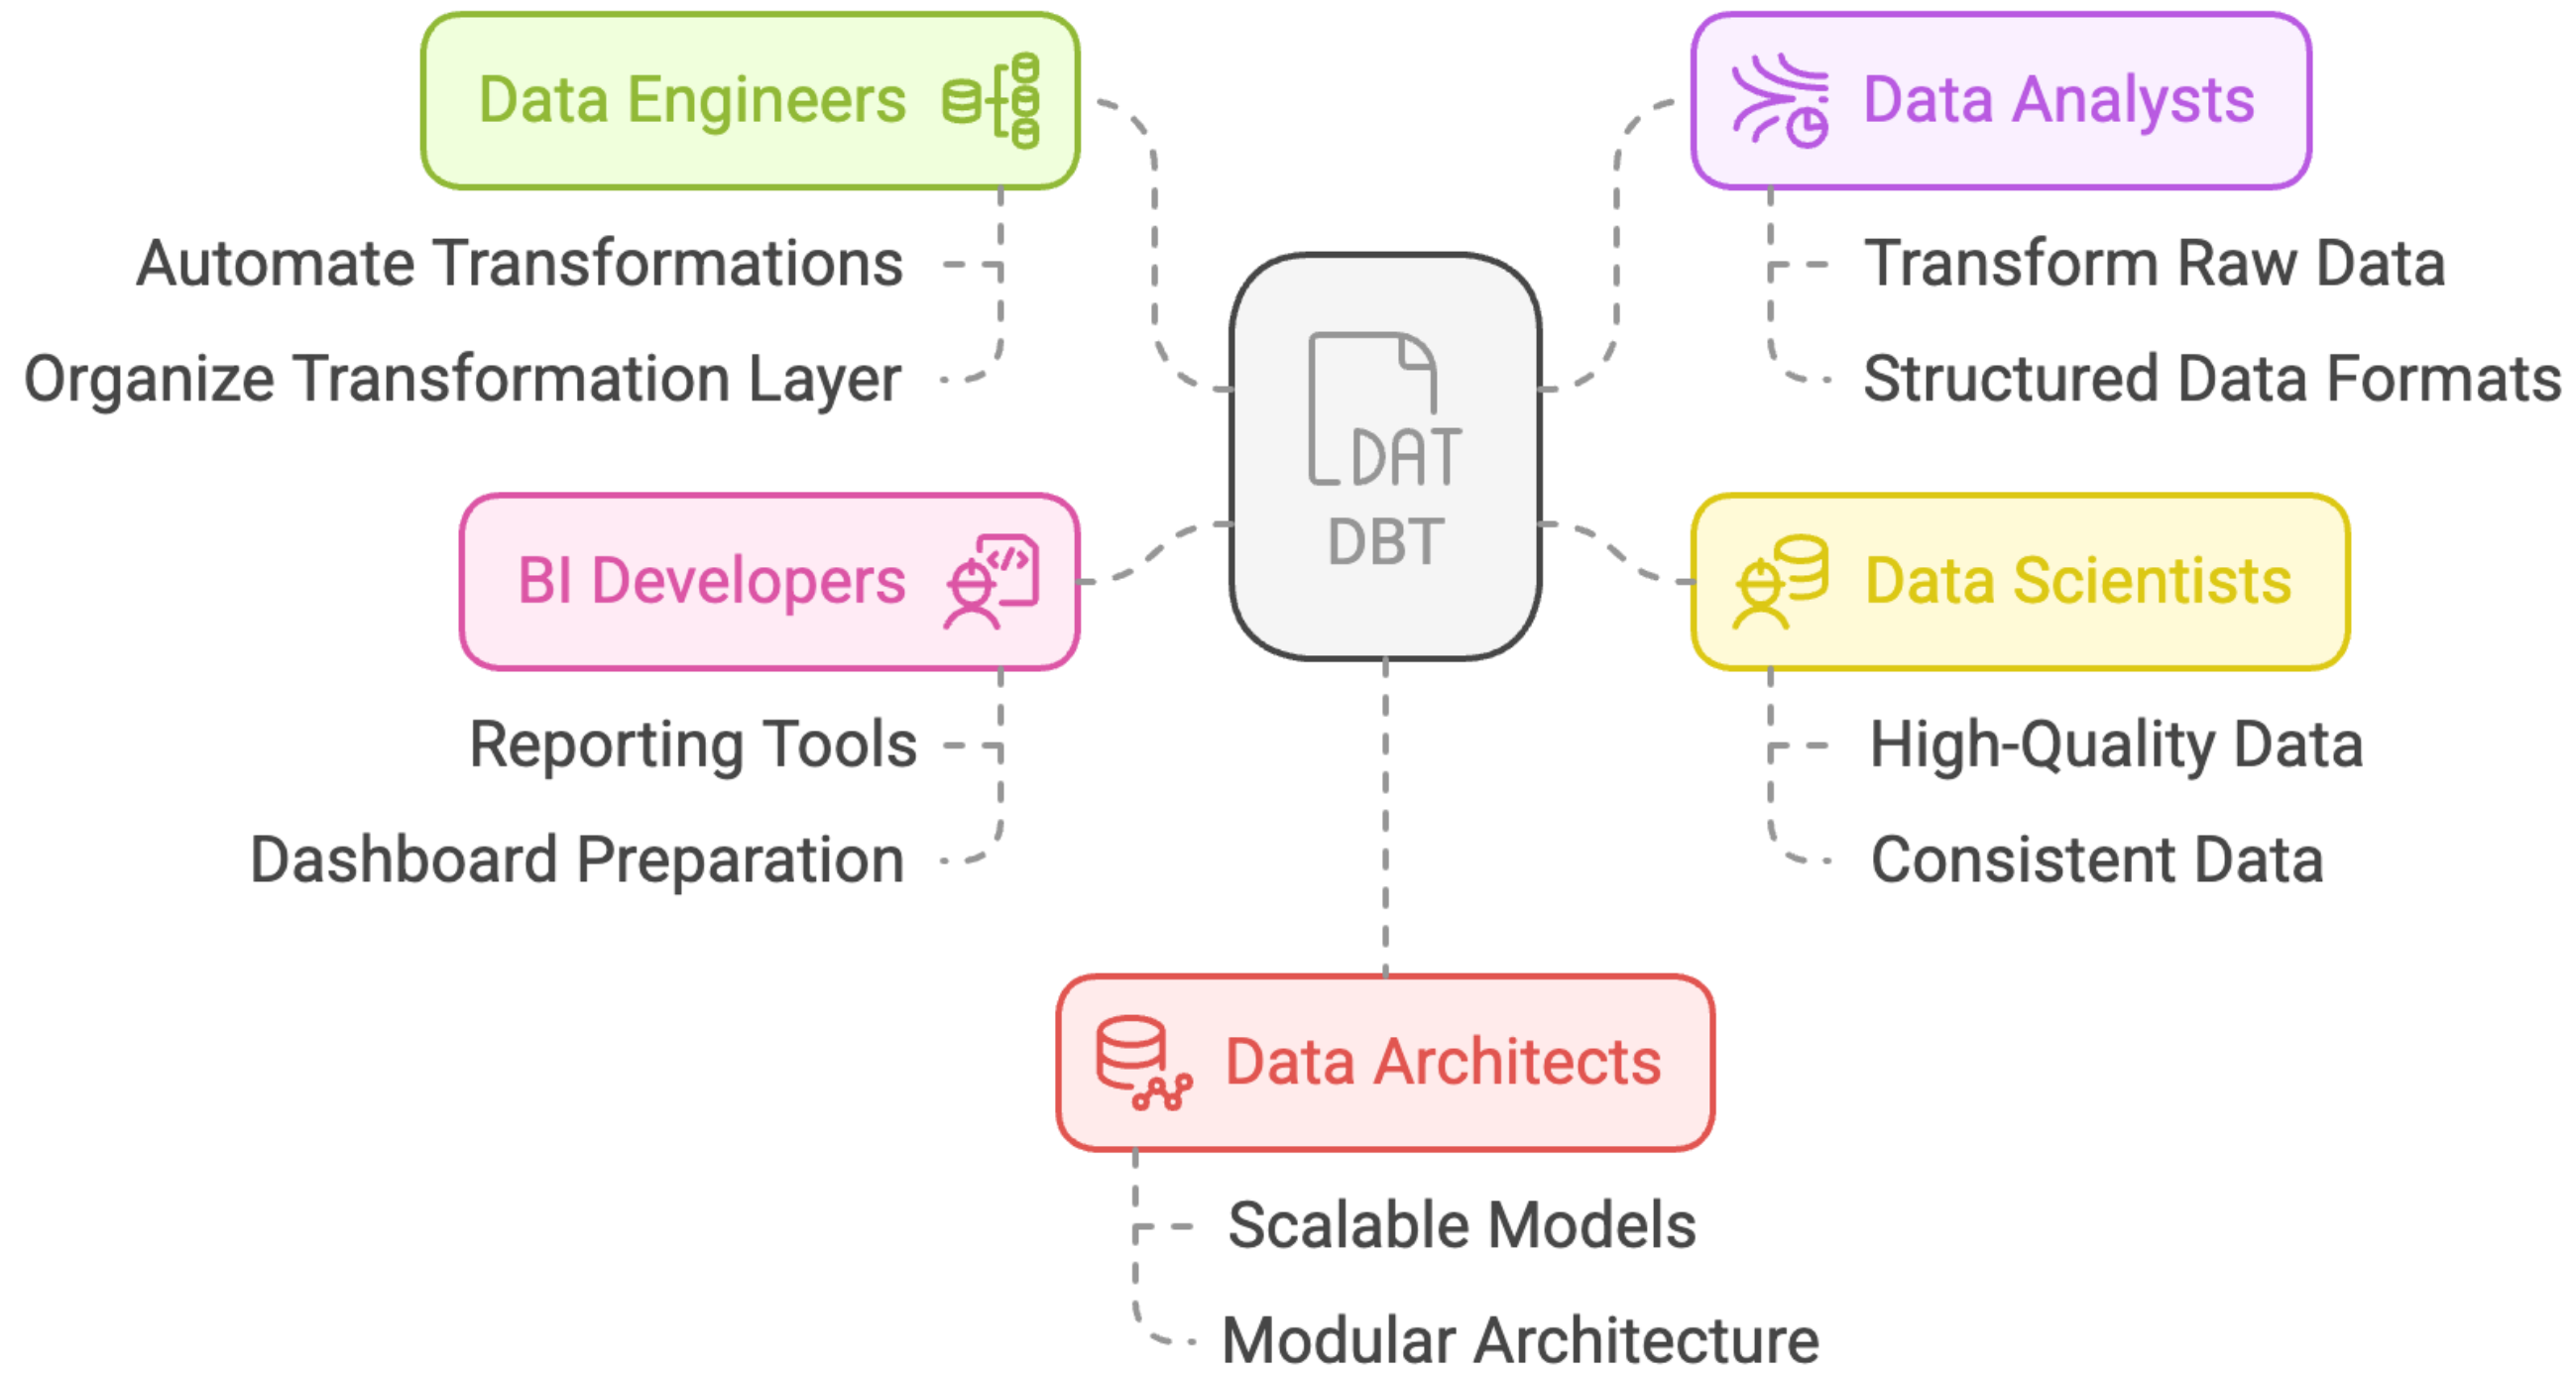 Data Engineers
Automate Transformations
Organize Transformation Layer
Data Analysts
Transform Raw Data
Structured Data Formats
DAT
DBT
BI Developers
</>
Reporting Tools
Dashboard Preparation
Data Scientists
High-Quality Data
Consistent Data
Data Architects
Scalable Models
Modular Architecture